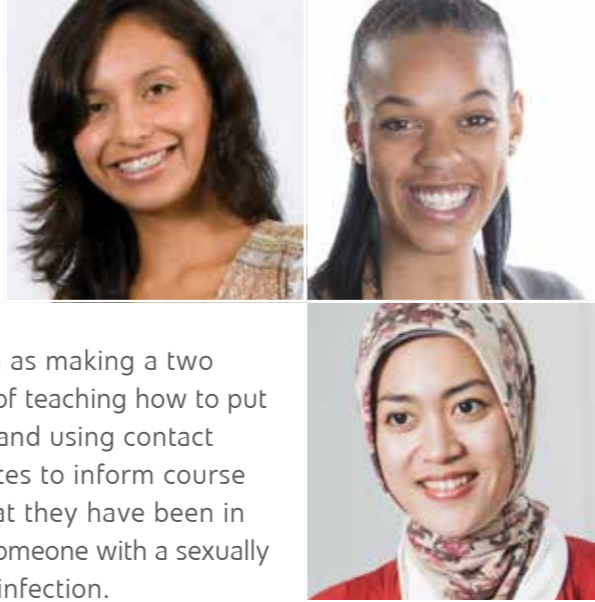 as making a two
of teaching how to put
and using contact
tes to inform course
at they have been in
omeone with a sexually
infection.